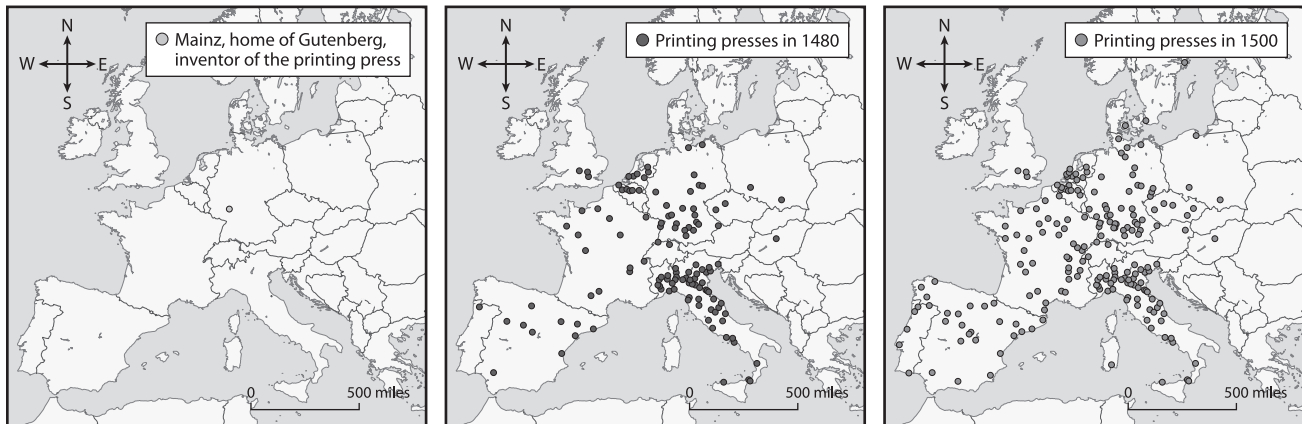 N
W E
S
Mainz, home of Gutenberg,
inventor of the printing press
0 500 miles
N
W E
S
Printing presses in 1480
0 500 miles
N
W E
S
Printing presses in 1500
0 500 miles